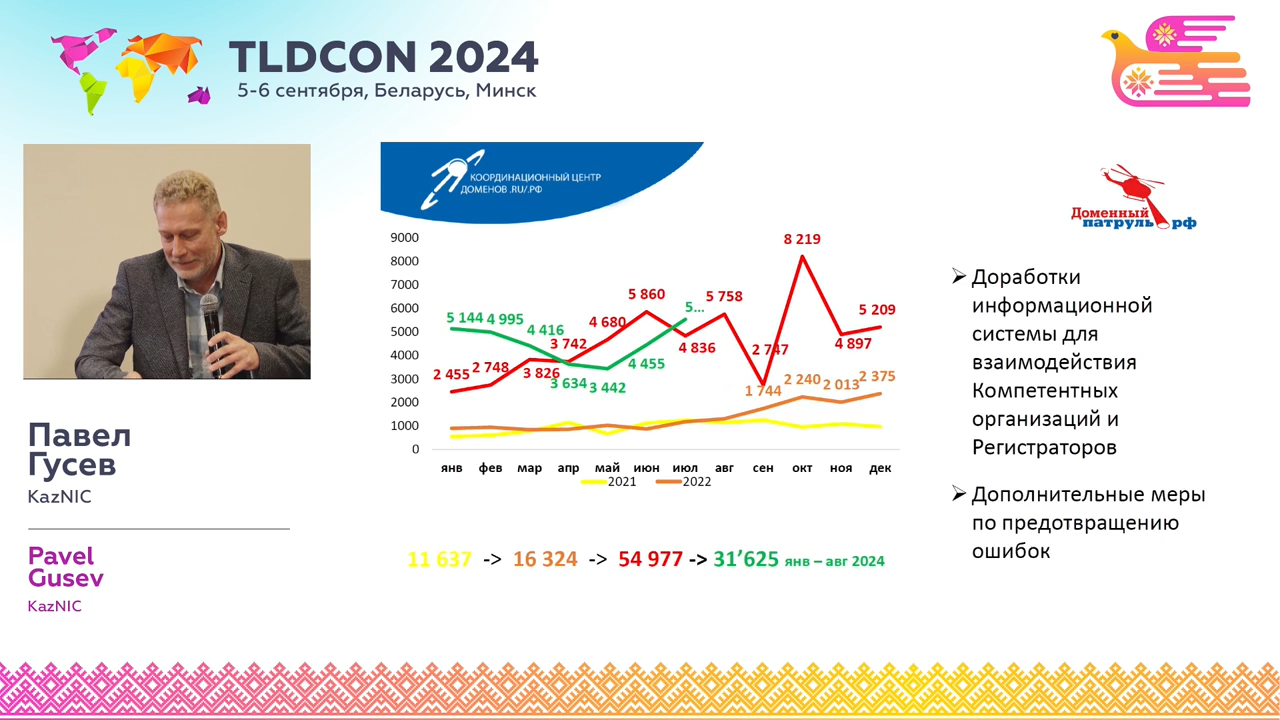 TLDCON 2024
5-6 сентября, Беларусь, Минск
Павел
Гусев
KazNIC
Pavel
Gusev
KazNIC
КООРДИНАЦИОННЫЙ ЦЕНТР
ДОМЕНОВ .RU/.РФ
9000
8000
7000
6000
5000
4000
3000
2000
1000
0
8 219
5 860
5 758
5...
5 209
5 144
4 995
4 416
4 680
3 742
4 836
2 747
4 897
2 455
2 748
3 826
3 634
3 442
4 455
1 744
2 240
2 013
2 375
янв фев мар апр май июн июл авг сен окт ноя дек
2021 2022
11 637 -> 16 324 -> 54 977 -> 31’625 янв – авг 2024
Доменный
патруль рф
➢ Доработки
информационной
системы для
взаимодействия
Компетентных
организаций и
Регистраторов
➢ Дополнительные меры
по предотвращению
ошибок